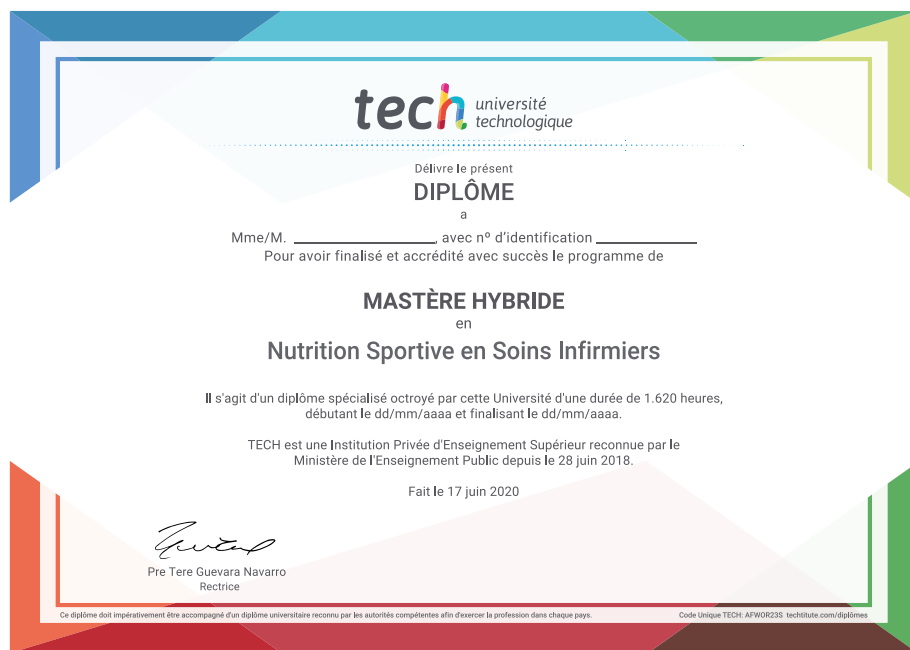 tech université
technologique
Délivre le présent
DIPLÔME
a
Mme/M. ____________________, avec nº d'identification ______________
Pour avoir finalisé et accrédité avec succès le programme de
MASTÈRE HYBRIDE
en
Nutrition Sportive en Soins Infirmiers
Il s'agit d'un diplôme spécialisé octroyé par cette Université d'une durée de 1.620 heures,
débutant le dd/mm/aaaa et finalisant le dd/mm/aaaa.
TECH est une Institution Privée d'Enseignement Supérieur reconnue par le
Ministère de l'Enseignement Public depuis le 28 juin 2018.
Fait le 17 juin 2020
Pre Tere Guevara Navarro
Rectrice
Ce diplôme doit impérativement être accompagné d'un diplôme universitaire reconnu par les autorités compétentes afin d'exercer la profession dans chaque pays.
Code Unique TECH: AFWOR23S techtitute.com/diplômes